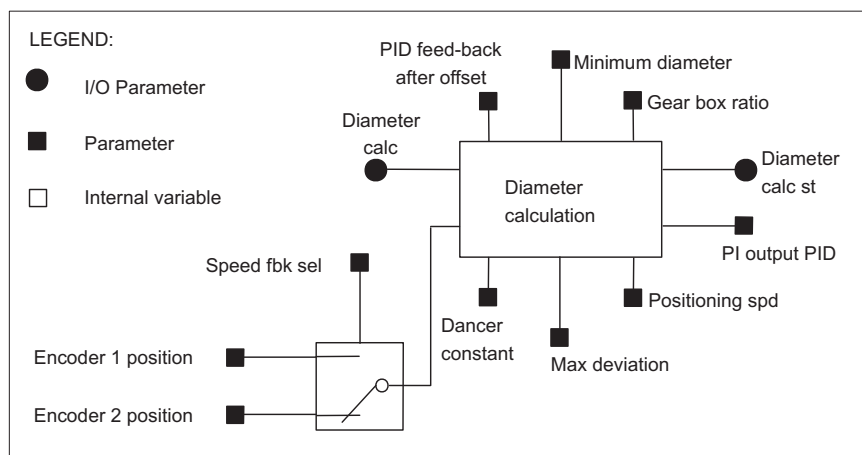 LEGEND:
I/O Parameter
Parameter
Internal variable
PID feed-back
after offset
Minimum diameter
Gear box ratio
Diameter
calc
Diameter
calculation
Diameter
calc st
PI output PID
Speed fbk sel
Dancer
constant
Positioning spd
Max deviation
Encoder 1 position
Encoder 2 position